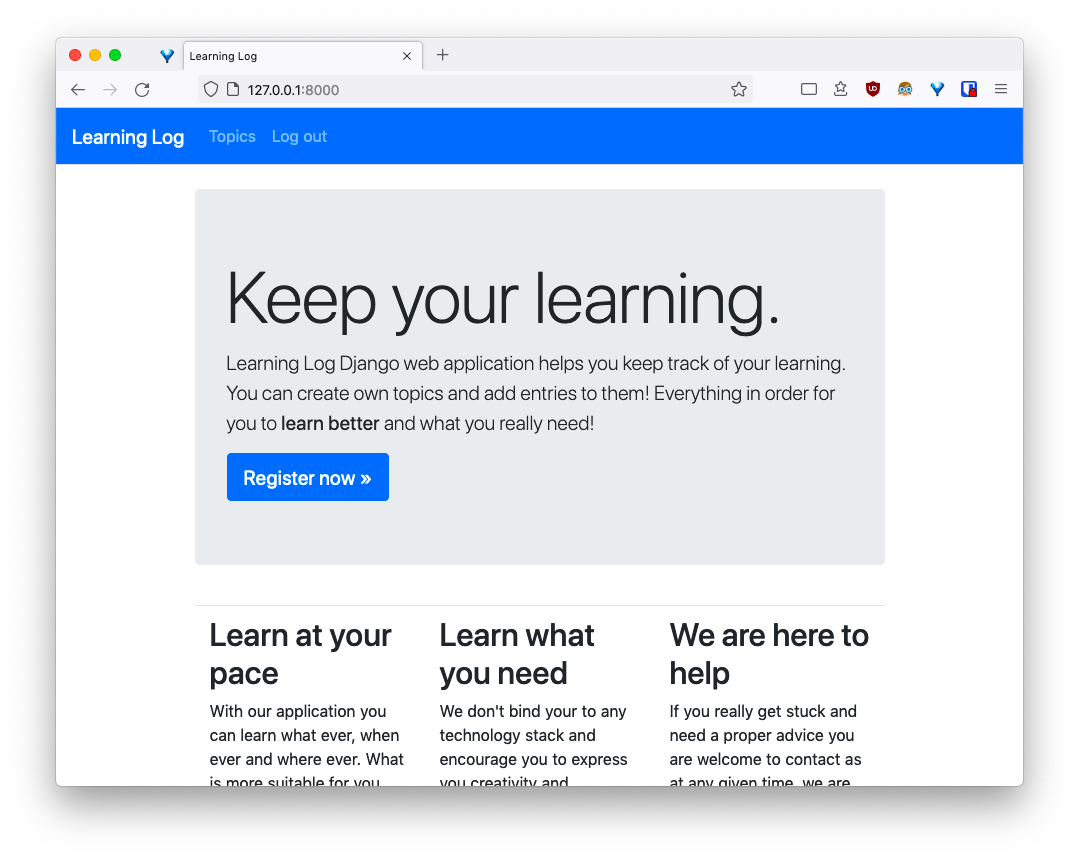 Learning Log
127.0.0.1:8000
Learning Log Topics Log out
Keep your learning.
Learning Log Django web application helps you keep track of your learning.
You can create own topics and add entries to them! Everything in order for
you to learn better and what you really need!
Register now »
Learn at your
pace
With our application you
can learn what ever, when
ever and where ever. What
is more suitable for you
Learn what
you need
We don't bind your to any
technology stack and
encourage you to express
you creativity and
We are here to
help
If you really get stuck and
need a proper advice you
are welcome to contact as
at any given time, we are